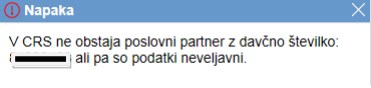 Napaka
V CRS ne obstaja poslovni partner z davčno številko:
ali pa so podatki neveljavni.